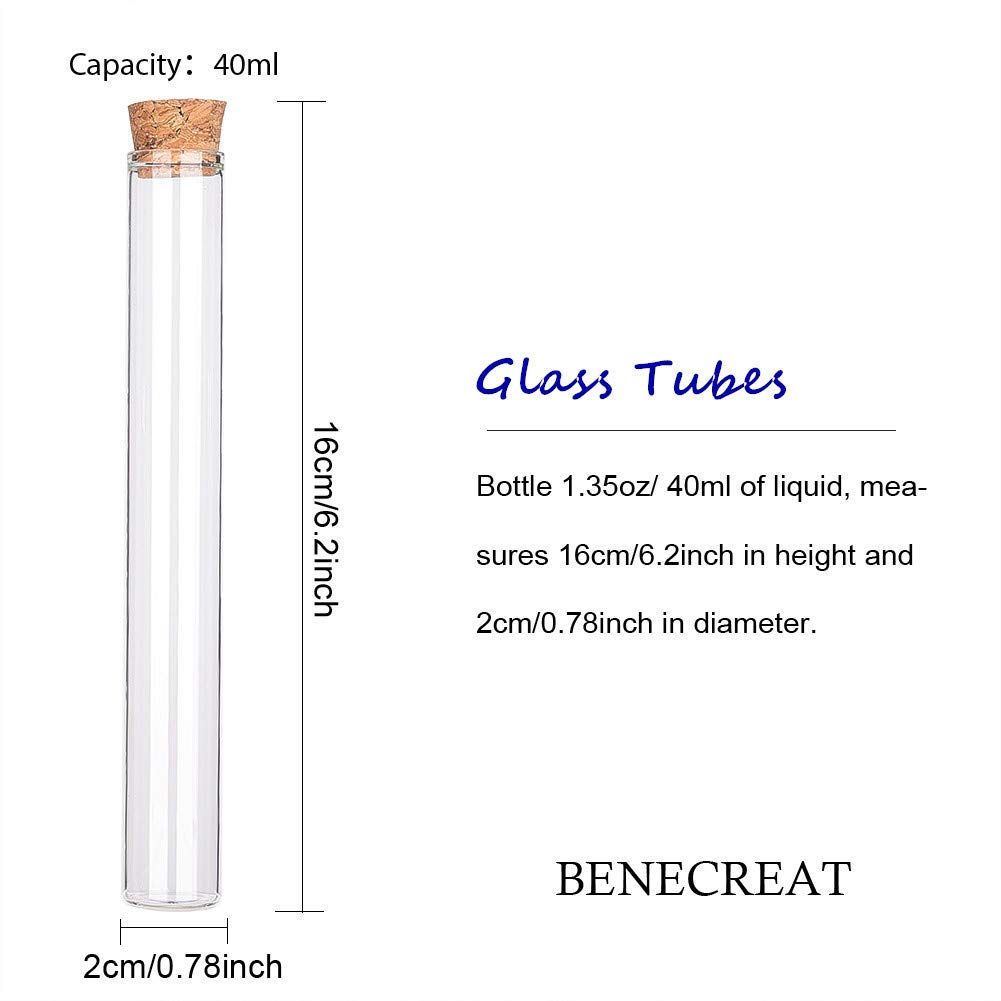 Capacity：40ml
16cm/6.2inch
Glass Tubes
Bottle 1.35oz/ 40ml of liquid, mea-
sures 16cm/6.2inch in height and
2cm/0.78inch in diameter.
BENECREAT
2cm/0.78inch